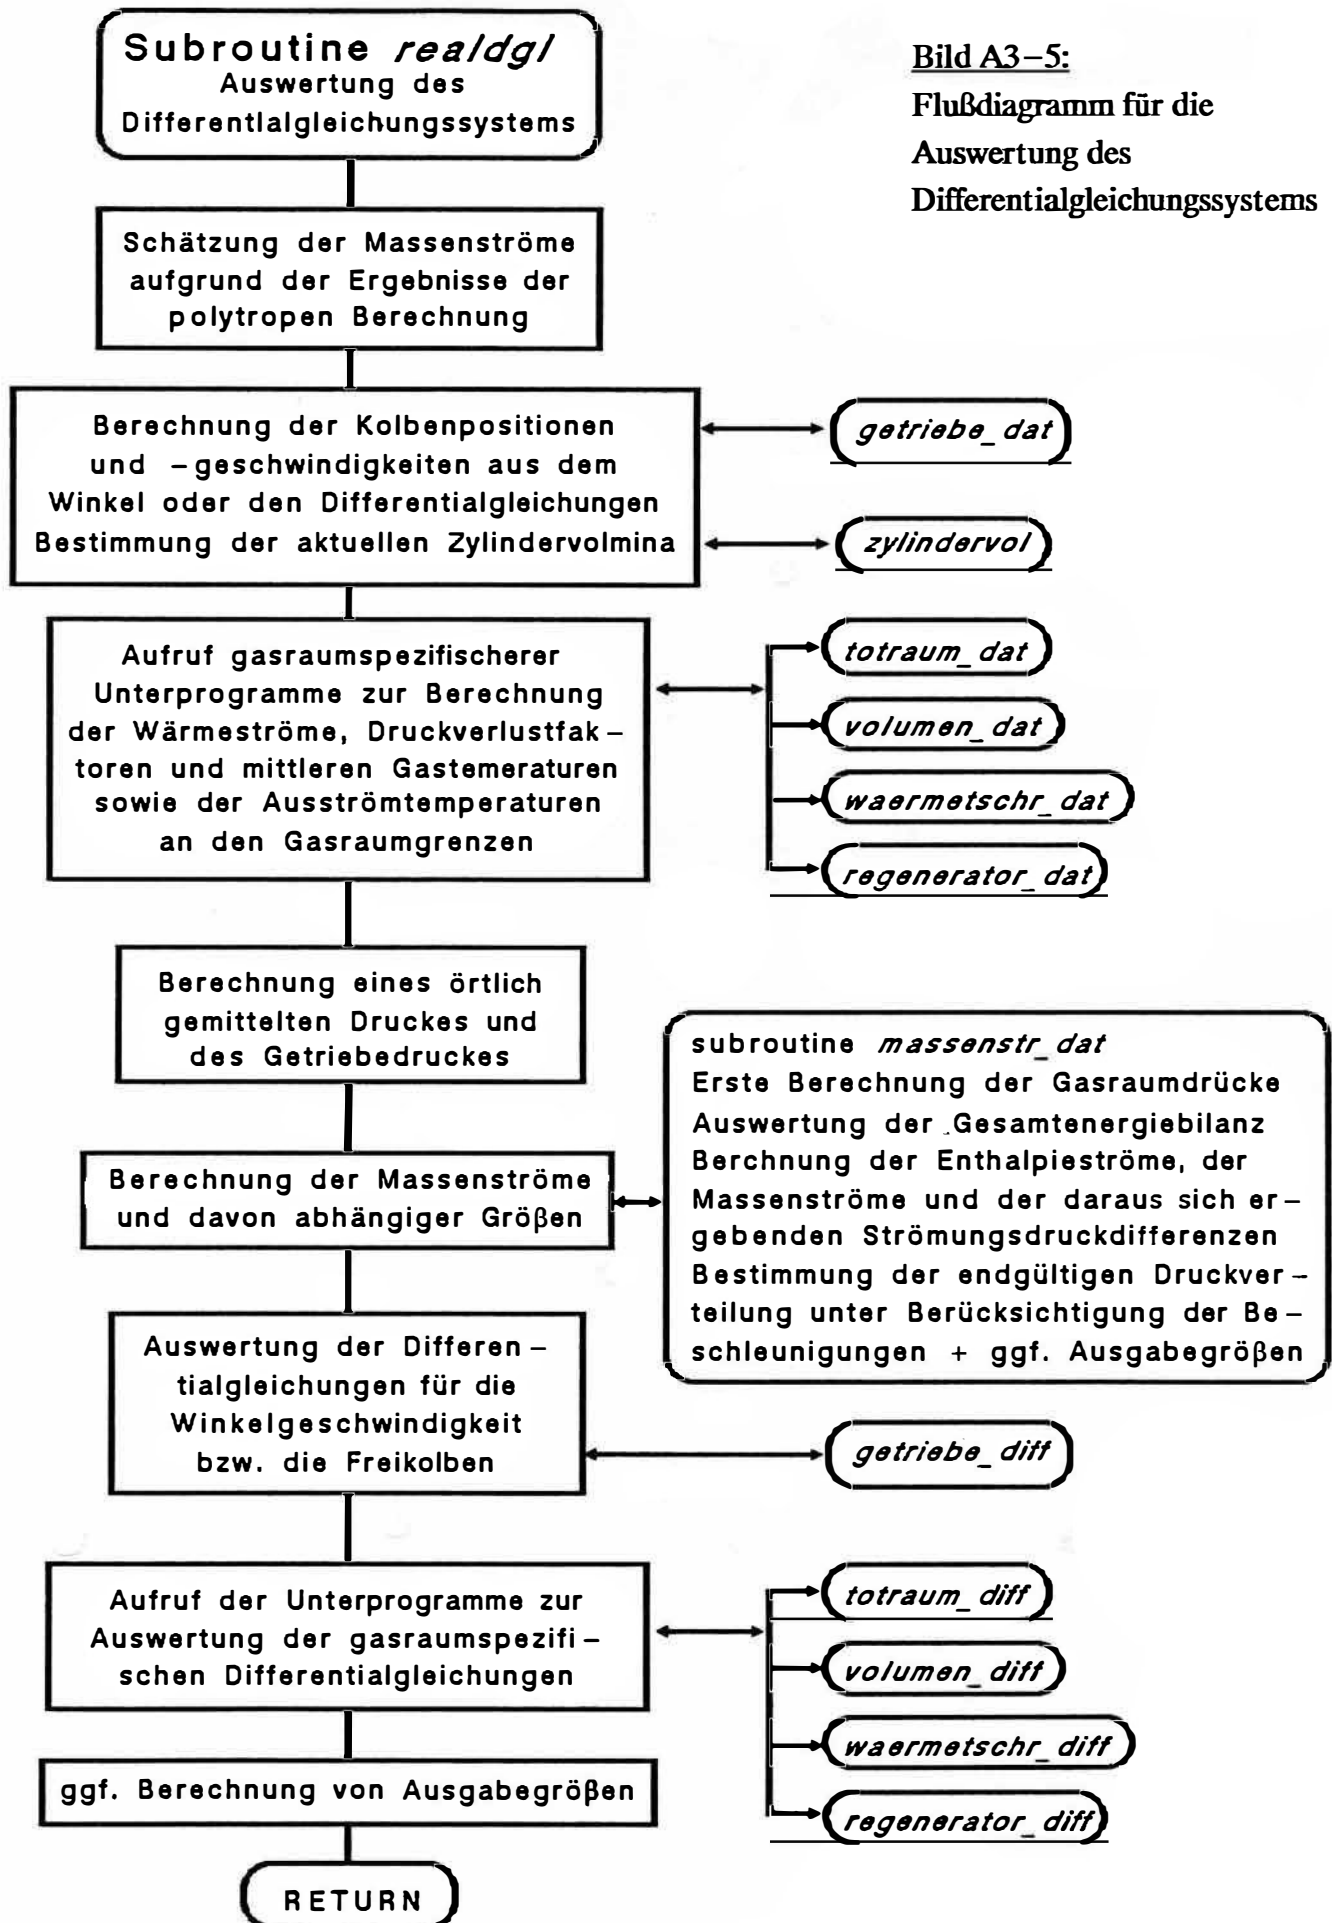 Subroutine realdgl
Auswertung des
Differentialgleichungssystems
Bild A3–5:
Flußdiagramm für die
Auswertung des
Differentialgleichungssystems
Schätzung der Massenströme
aufgrund der Ergebnisse der
polytropen Berechnung
Berechnung der Kolbenpositionen
und –geschwindigkeiten aus dem
Winkel oder den Differentialgleichungen
Bestimmung der aktuellen Zylindervolmina
getriebe_dat
zylindervol
Aufruf gasraumspezifischerer
Unterprogramme zur Berechnung
der Wärmeströme, Druckverlustfak–
toren und mittleren Gastemeraturen
sowie der Ausströmtemperaturen
an den Gasraumgrenzen
totraum_dat
volumen_dat
waermetschr_dat
regenerator_dat
Berechnung eines örtlich
gemittelten Druckes und
des Getriebedruckes
Berechnung der Massenströme
und davon abhängiger Größen
subroutine massenstr_dat
Erste Berechnung der Gasraumdrücke
Auswertung der Gesamtenergiebilanz
Berchnung der Enthalpieströme, der
Massenströme und der daraus sich er–
gebenden Strömungsdruckdifferenzen
Bestimmung der endgültigen Druckver–
teilung unter Berücksichtigung der Be–
schleunigungen + ggf. Ausgabegrößen
Auswertung der Differen–
tialgleichungen für die
Winkelgeschwindigkeit
bzw. die Freikolben
getriebe_diff
Aufruf der Unterprogramme zur
Auswertung der gasraumspezifi–
schen Differentialgleichungen
totraum_diff
volumen_diff
waermetschr_diff
regenerator_diff
ggf. Berechnung von Ausgabegrößen
RETURN